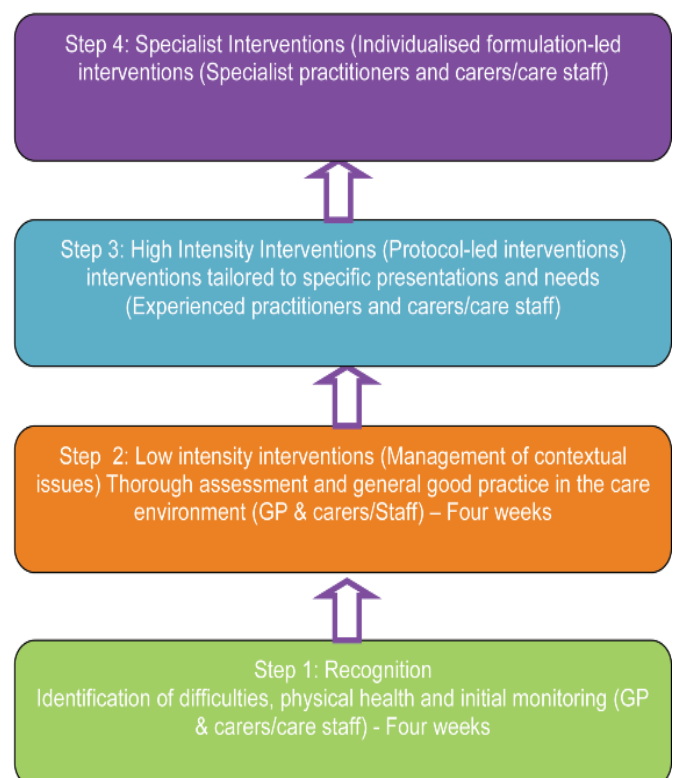 Step 4: Specialist Interventions (Individualised formulation-led
interventions (Specialist practitioners and carers/care staff)
Step 3: High Intensity Interventions (Protocol-led interventions)
interventions tailored to specific presentations and needs
(Experienced practitioners and carers/care staff)
Step 2: Low intensity interventions (Management of contextual
issues) Thorough assessment and general good practice in the care
environment (GP & carers/Staff) – Four weeks
Step 1: Recognition
Identification of difficulties, physical health and initial monitoring (GP
& carers/care staff) - Four weeks